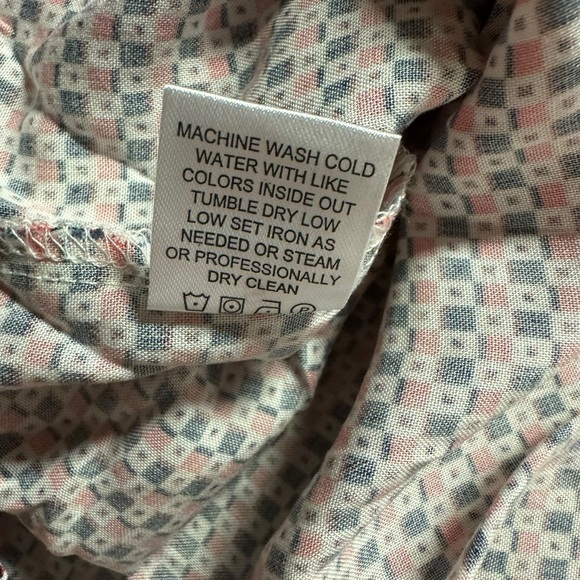 MACHINE WASH COLD
WATER WITH LIKE
COLORS INSIDE OUT
TUMBLE DRY LOW
LOW SET IRON AS
NEEDED OR STEAM
OR PROFESSIONALLY
DRY CLEAN